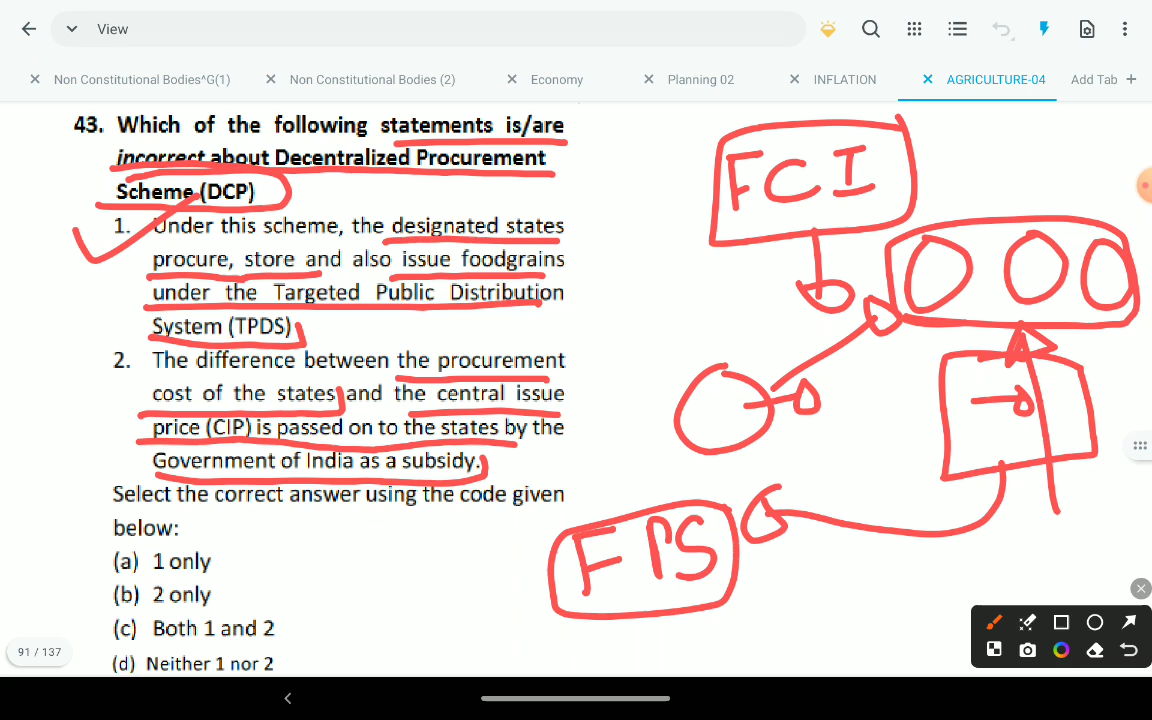 View
Non Constitutional Bodies^G(1)
Non Constitutional Bodies (2)
Economy
Planning 02
INFLATION
AGRICULTURE-04
Add Tab +
43. Which of the following statements is/are
incorrect about Decentralized Procurement
Scheme (DCP)
1. Under this scheme, the designated states
procure, store and also issue foodgrains
under the Targeted Public Distribution
System (TPDS)
2. The difference between the procurement
cost of the states and the central issue
price (CIP) is passed on to the states by the
Government of India as a subsidy.
Select the correct answer using the code given
below:
(a) 1 only
(b) 2 only
(c) Both 1 and 2
(d) Neither 1 nor 2
FCI
FPS
91 / 137